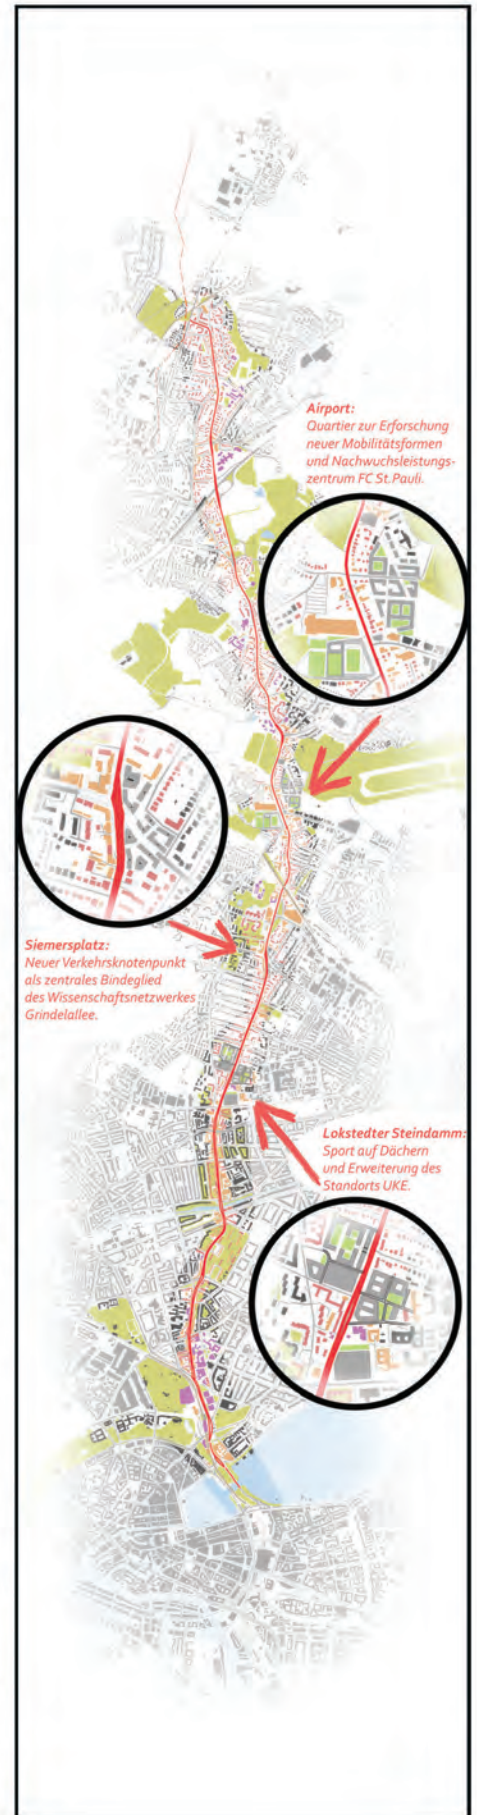 Airport:
Quartier zur Erforschung
neuer Mobilitätsformen
und Nachwuchsleistungs-
zentrum FC St.Pauli.
Siemersplatz:
Neuer Verkehrsknotenpunkt
als zentrales Bindeglied
des Wissenschaftsnetzwerkes
Grindelallee.
Lokstedter Steindamm:
Sport auf Dächern
und Erweiterung des
Standorts UKE.